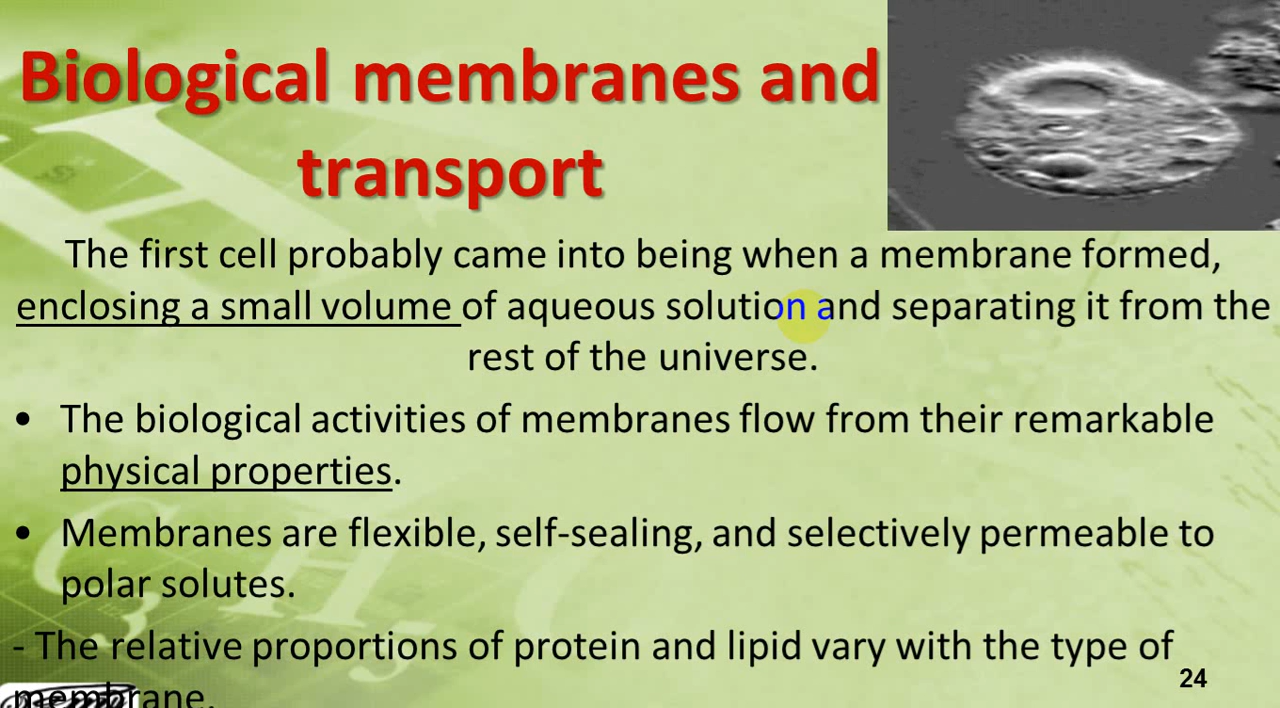 Biological membranes and
transport
The first cell probably came into being when a membrane formed,
enclosing a small volume of aqueous solution and separating it from the
rest of the universe.
• The biological activities of membranes flow from their remarkable
physical properties.
• Membranes are flexible, self-sealing, and selectively permeable to
polar solutes.
- The relative proportions of protein and lipid vary with the type of
membrane.
24